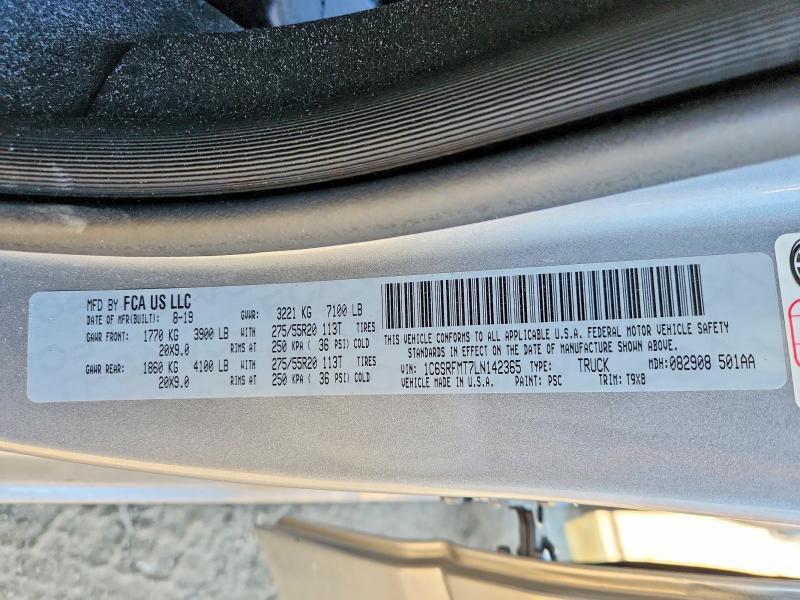 MFD BY FCA US LLC
DATE OF MFR(BUILT): 8-19 GVWR: 3221 KG 7100 LB
GAWR FRONT: 1770 KG 3900 LB WITH 275/55R20 113T TIRES
20X9.0 RIMS AT 250 KPA ( 36 PSI) COLD
GAWR REAR: 1860 KG 4100 LB WITH 275/55R20 113T TIRES
20X9.0 RIMS AT 250 KPA ( 36 PSI) COLD
THIS VEHICLE CONFORMS TO ALL APPLICABLE U.S.A. FEDERAL MOTOR VEHICLE SAFETY
STANDARDS IN EFFECT ON THE DATE OF MANUFACTURE SHOWN ABOVE.
VIN: 1C6SRFMT7LN142365 TYPE: TRUCK MDH:082908 501AA
VEHICLE MADE IN U.S.A. PAINT: PSC TRIM: T9X8